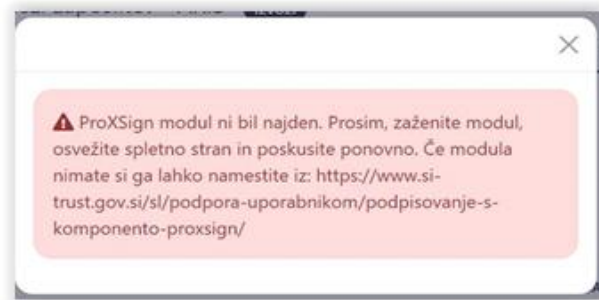 ProXSign modul ni bil najden. Prosim, zaženite modul,
osvežite spletno stran in poskusite ponovno. Če modula
nimate si ga lahko namestite iz: https://www.si-
trust.gov.si/sl/podpora-uporabnikom/podpisovanje-s-
komponento-proxsign/